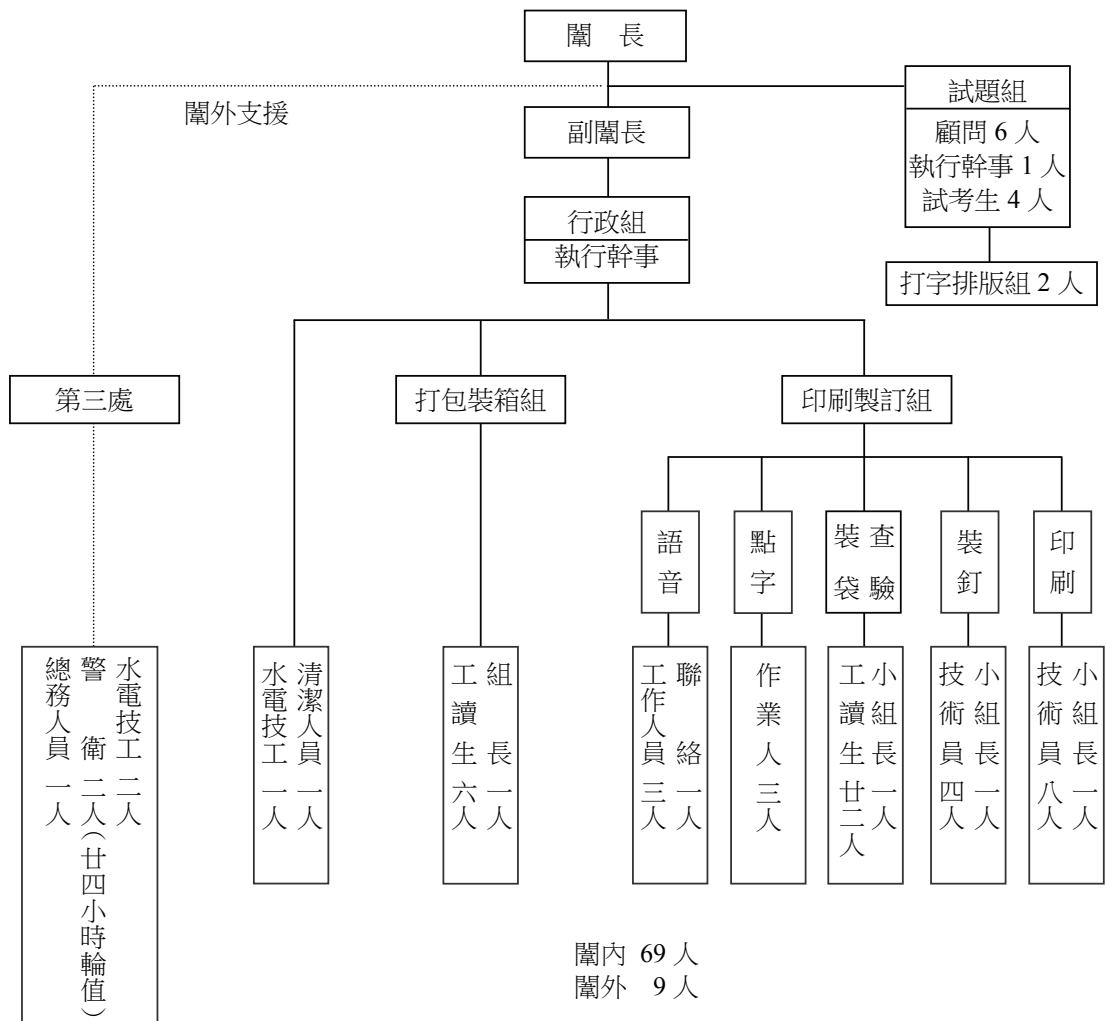 二、組織編制
闈 長
闈外支援
試題組
顧問 6 人
執行幹事 1 人
試考生 4 人
副闈長
行政組
執行幹事
打字排版組 2 人
第三處
打包裝箱組
印刷製訂組
語音
點字
查驗
裝袋
裝釘
印刷
水電技工 二人
警 衛 二人(廿四小時輪值)
總務人員 一人
清潔人員 一人
水電技工 一人
組 長 一人
工讀生 六人
聯 絡 一人
工作人員 三人
作業人 三人
小組長 一人
工讀生 廿二人
小組長 一人
技術員 四人
小組長 一人
技術員 八人
闈內 69 人
闈外 9 人